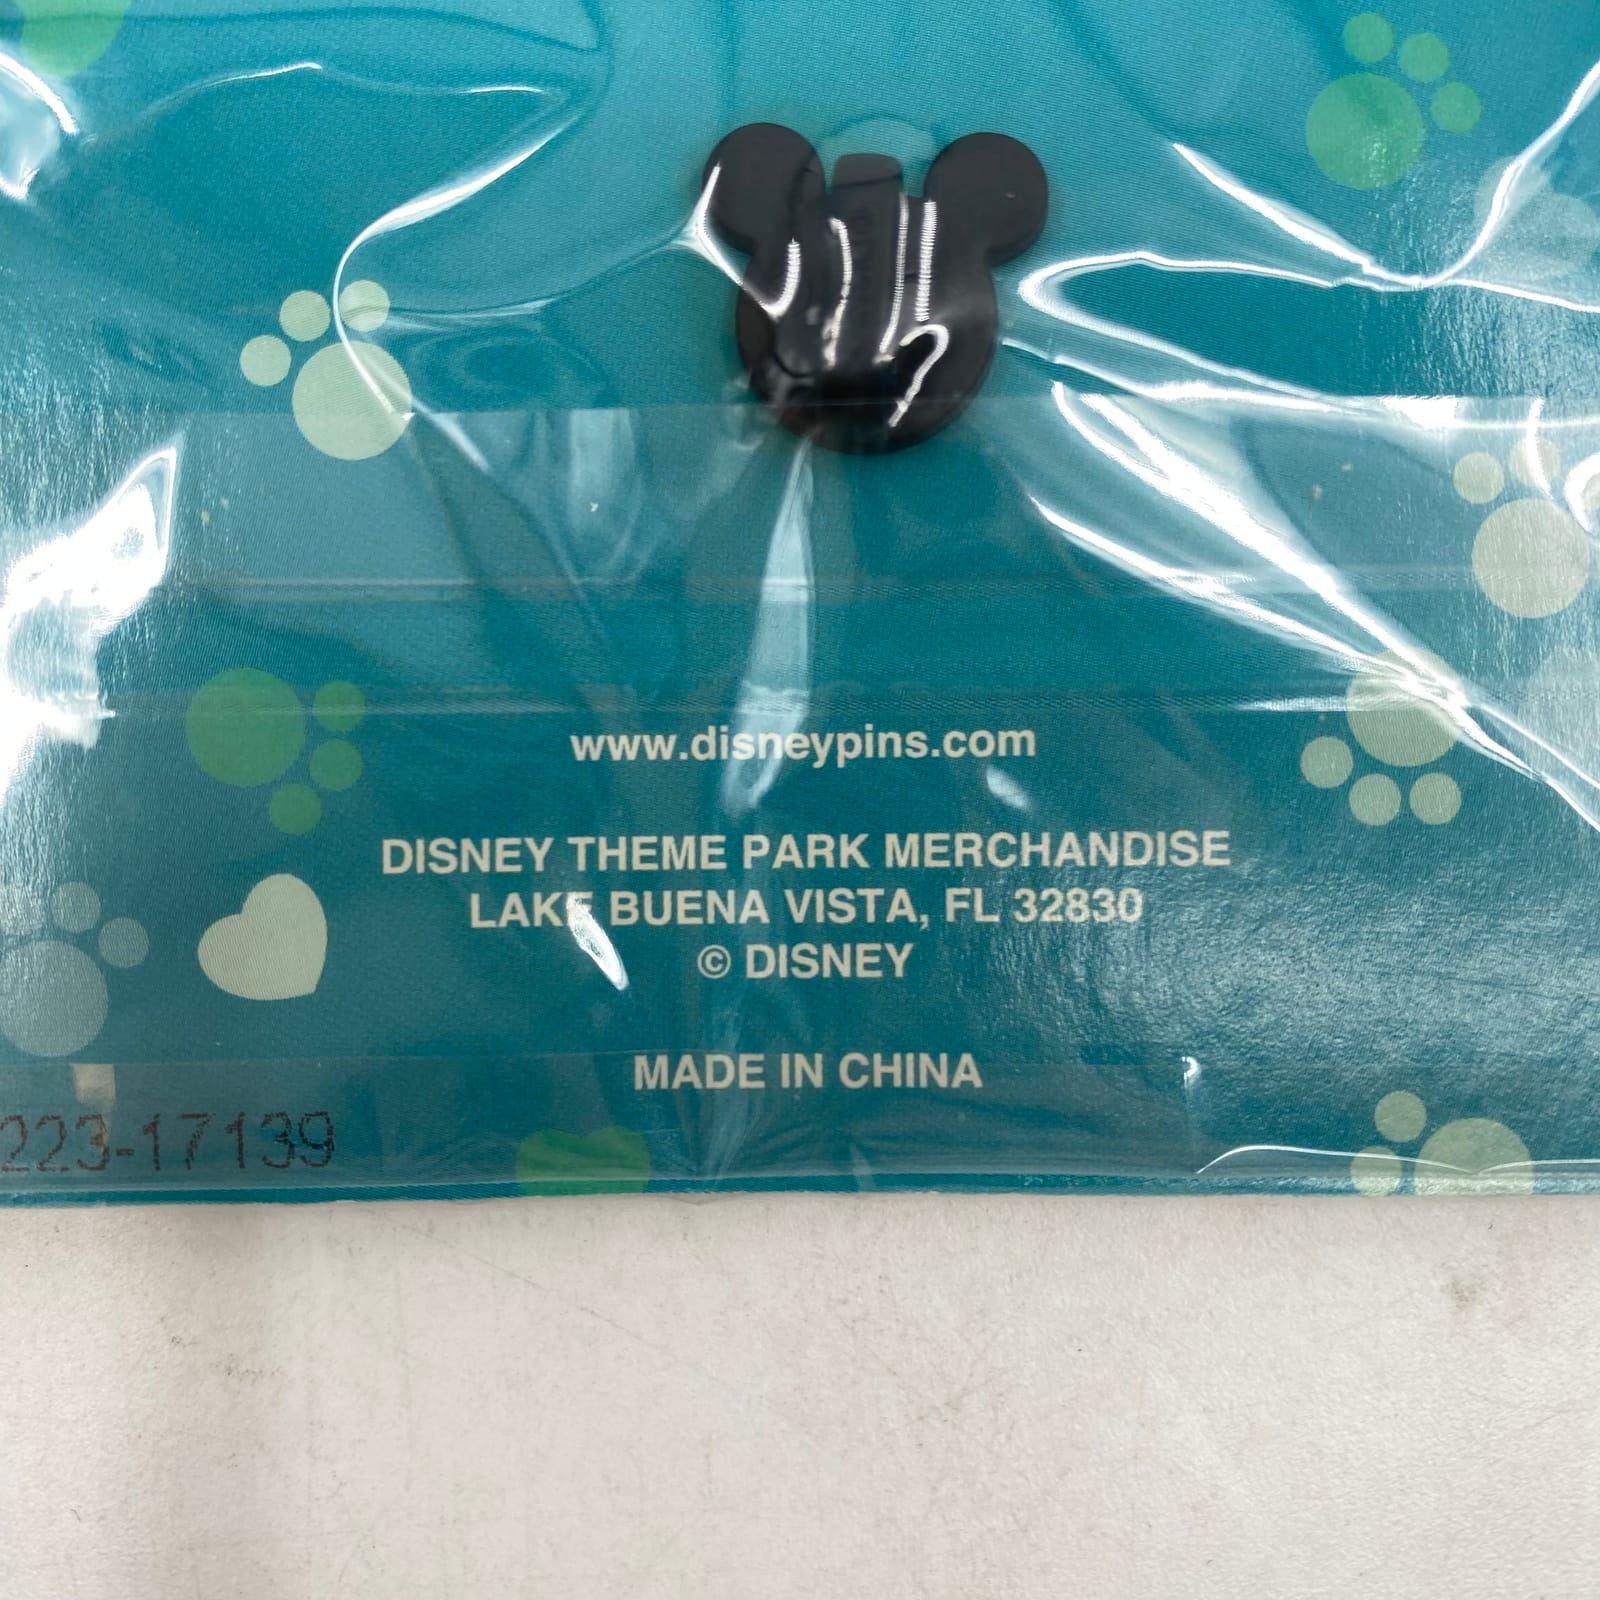 www.disneypins.com
DISNEY THEME PARK MERCHANDISE
LAKE BUENA VISTA, FL 32830
© DISNEY
MADE IN CHINA
223-17139